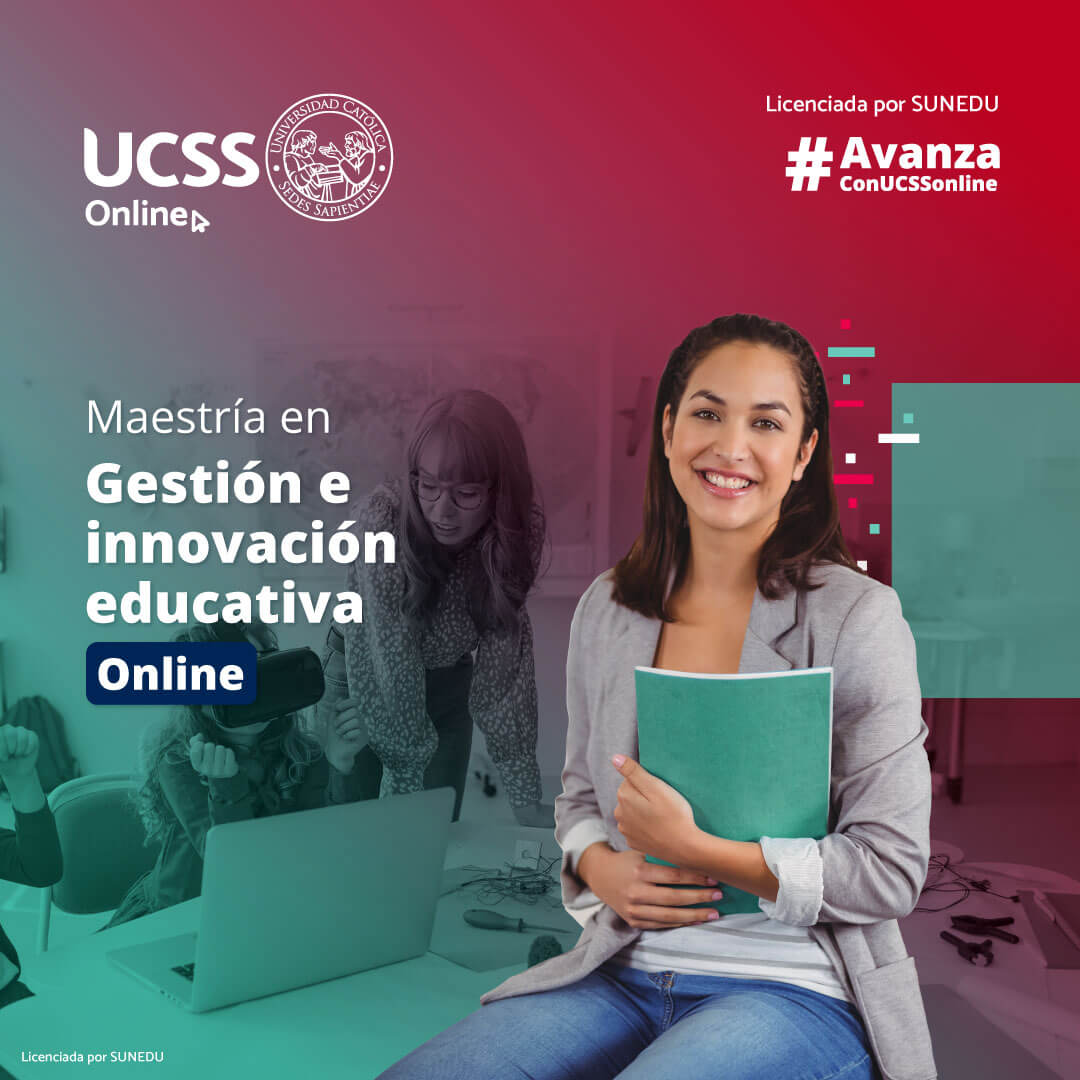 UCSS
Online
UNIVERSIDAD CATÓLICA
SEDES SAPIENTIAE
Licenciada por SUNEDU
#Avanza
ConUCSSonline
Maestría en
Gestión e
innovación
educativa
Online
Licenciada por SUNEDU